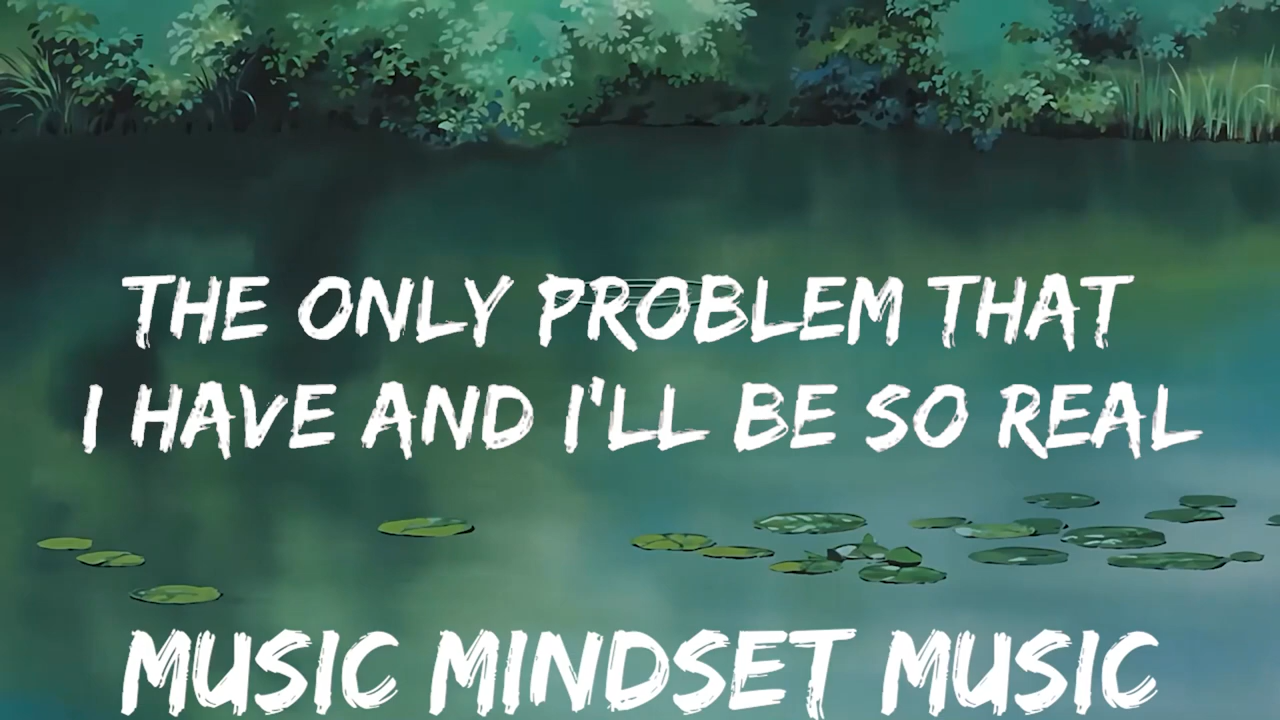 THE ONLY PROBLEM THAT
I HAVE AND I'LL BE SO REAL
MUSIC MINDSET MUSIC